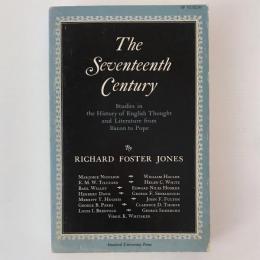 The
Seventeenth
Century
Studies in
the History of English Thought
and Literature from
Bacon to Pope
By
RICHARD FOSTER JONES
MARJORIE NICOLSON
WILLIAM HALLER
E. M. W. TILLYARD
HELEN C. WHITE
BASIL WILLEY
EDWARD NILES HOOKER
HERBERT DAVIS
GEORGE F. SENSABAUGH
MERRITT Y. HUGHES
JOHN F. FULTON
GEORGE B. PARKS
CLARENCE D. THORPE
LOUIS I. BREDVOLD
GEORGE SHERBURN
VIRGIL K. WHITAKER
Stanford University Press